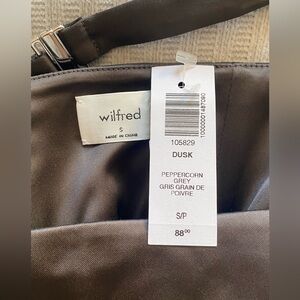 wilfred
S
MADE IN CHINA
105829
DUSK
PEPPERCORN
GREY
GRIS GRAIN DE
POIVRE
S/P
88.00